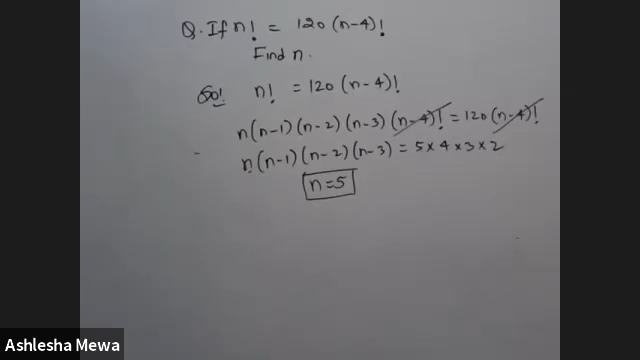 Q. If n! = 120 (n-4)!
Find n.
Sol! n! = 120 (n-4)!
n(n-1)(n-2)(n-3)(n-4)! = 120(n-4)!
n(n-1)(n-2)(n-3) = 5×4×3×2
n=5
Ashlesha Mewa